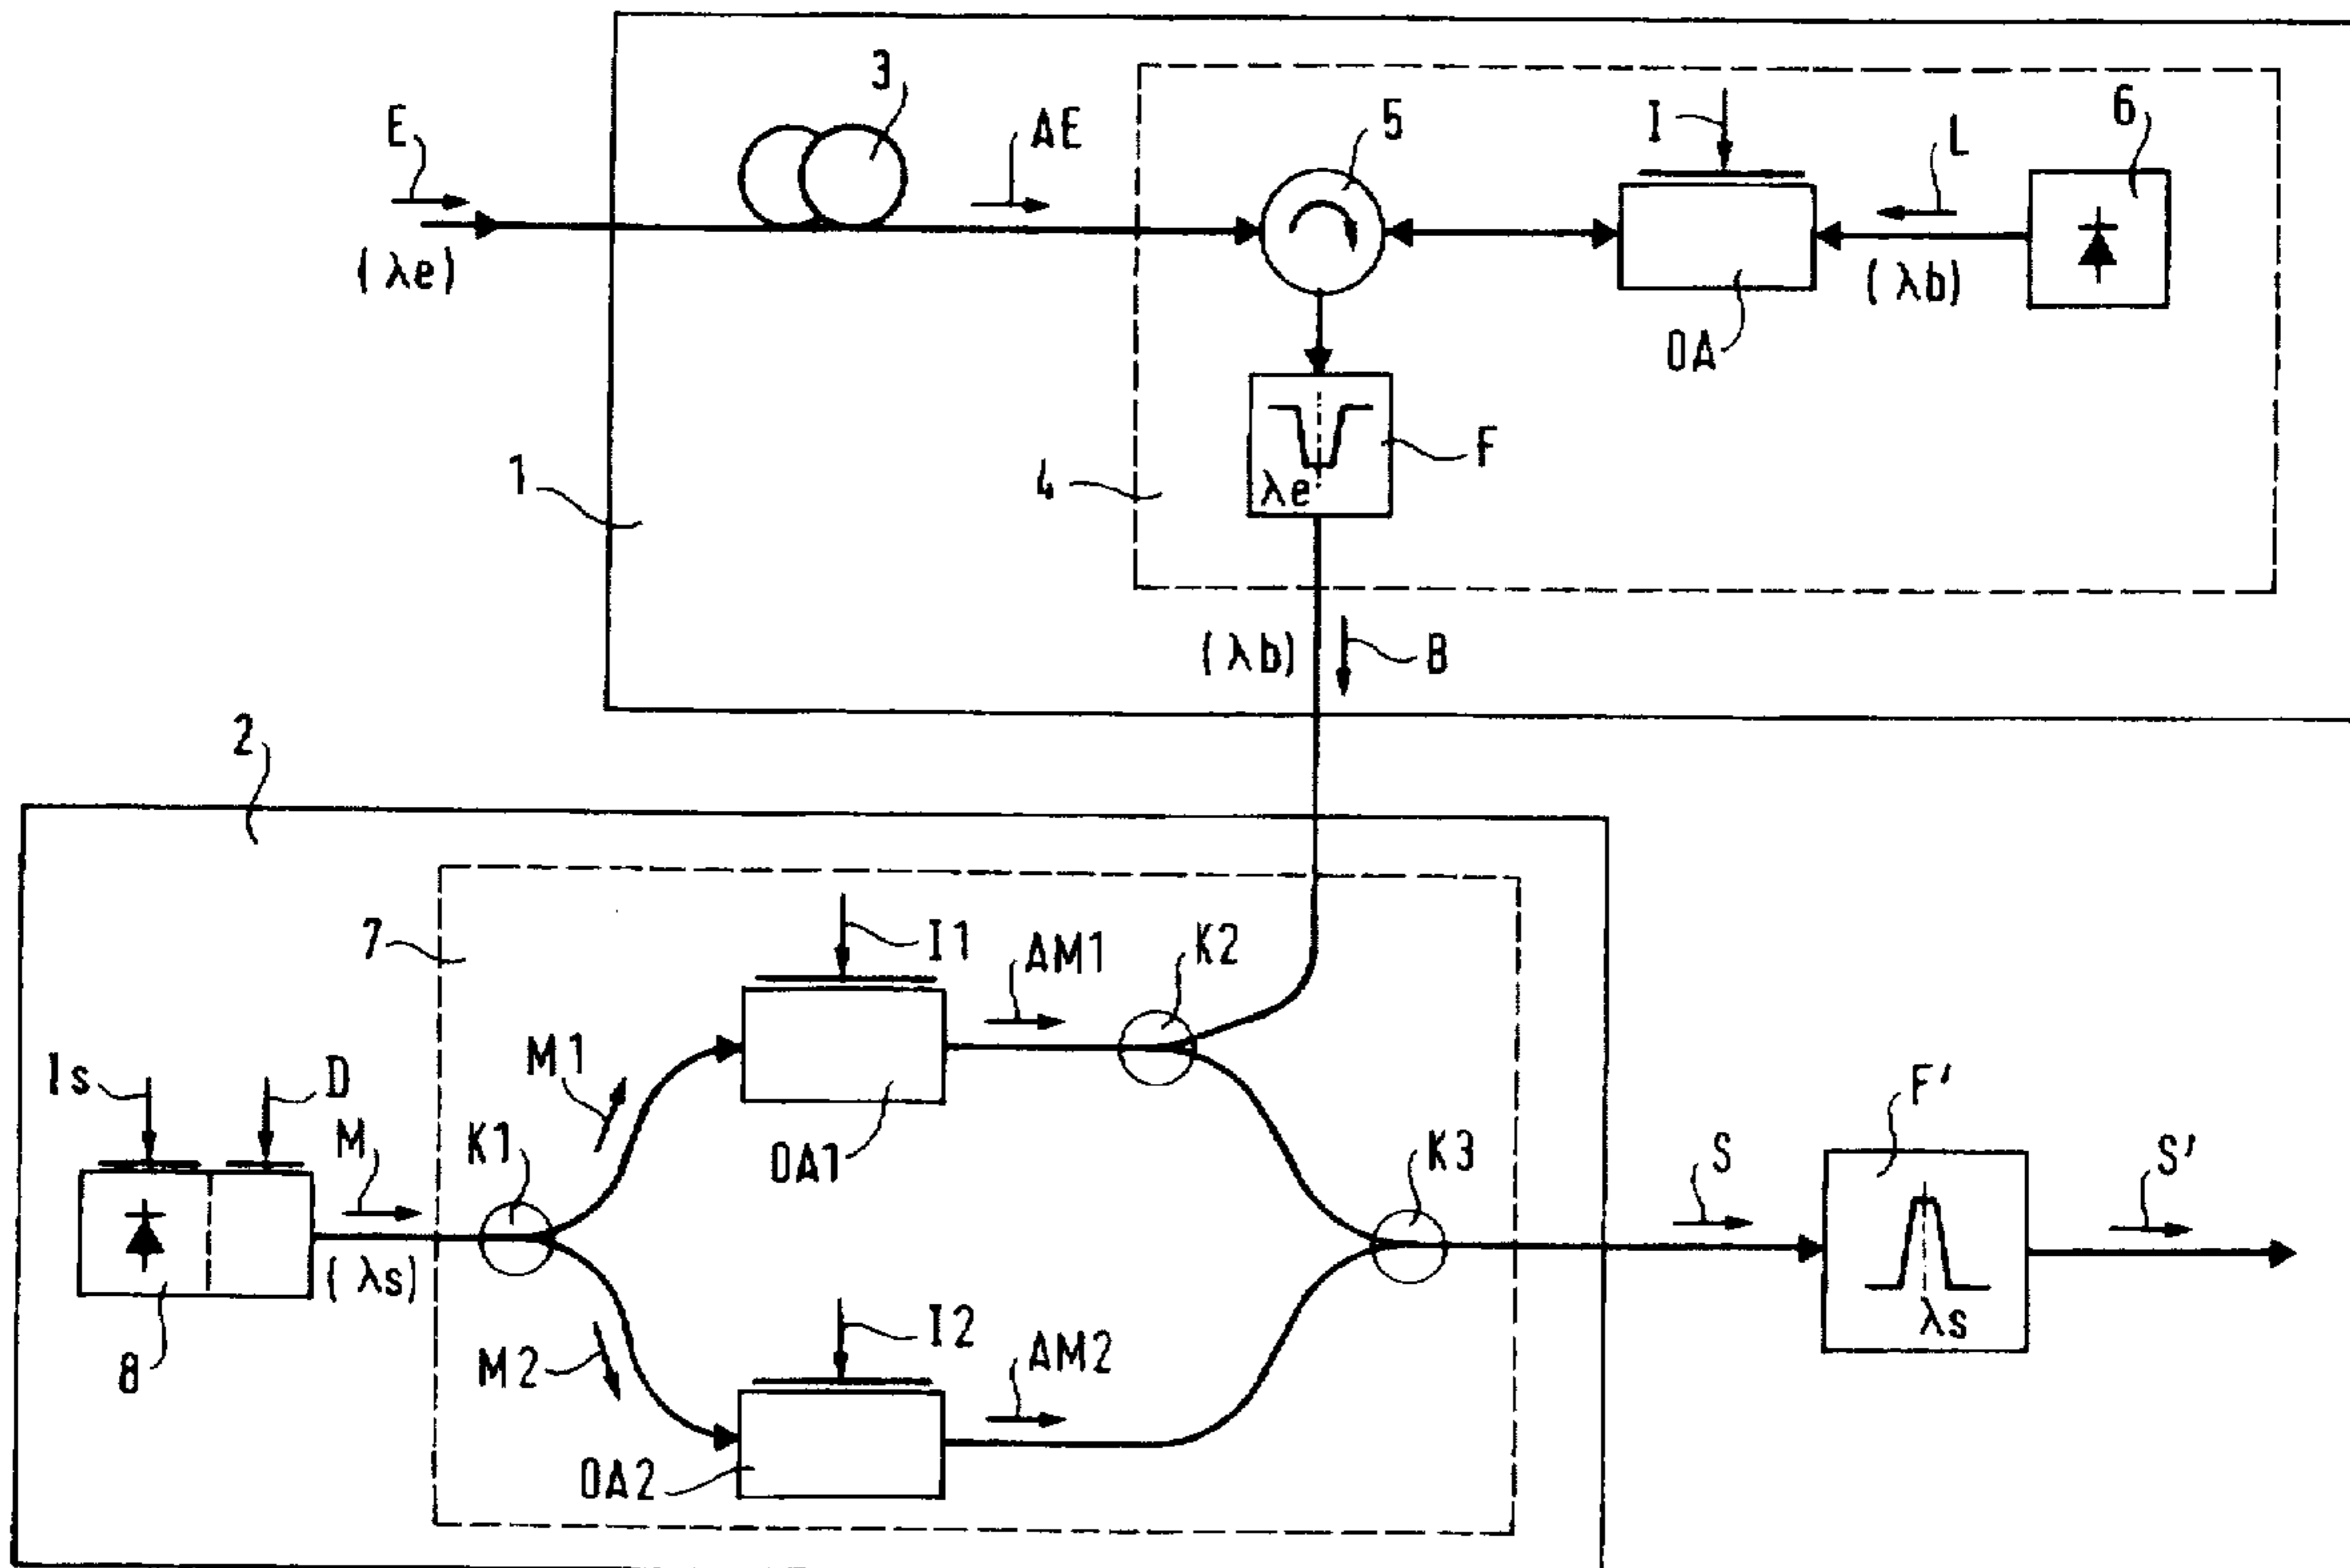 3
E
AE
5
I
L
6
(λe)
(λb)
OA
F
λe
1
4
(λb)
B
2
7
I1
AM1
K2
Is
D
M
M1
K1
OA1
K3
S
F'
S'
(λs)
8
M2
I2
AM2
λs
OA2